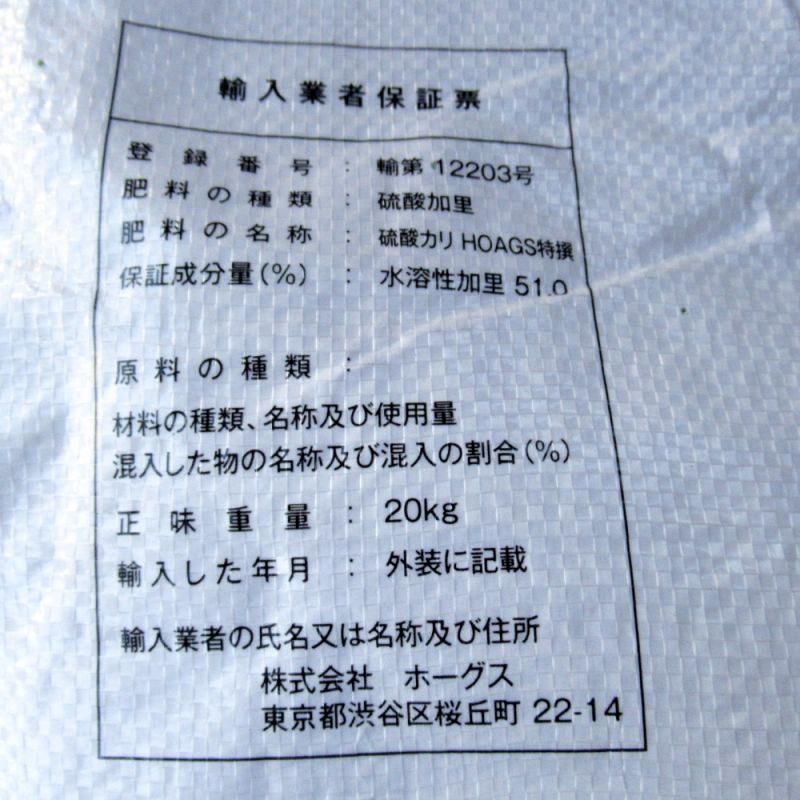 輸入業者保証票
登録番号 : 輸第 12203号
肥料の種類 : 硫酸加里
肥料の名称 : 硫酸カリ HOAGS特撰
保証成分量(%) : 水溶性加里 51.0
原料の種類 :
材料の種類、名称及び使用量
混入した物の名称及び混入の割合(%)
正味重量 : 20kg
輸入した年月 : 外装に記載
輸入業者の氏名又は名称及び住所
株式会社 ホーグス
東京都渋谷区桜丘町 22-14